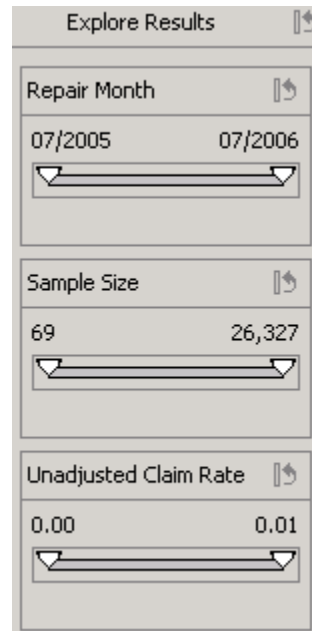 Explore Results
Repair Month
07/2005 07/2006
Sample Size
69 26,327
Unadjusted Claim Rate
0.00 0.01